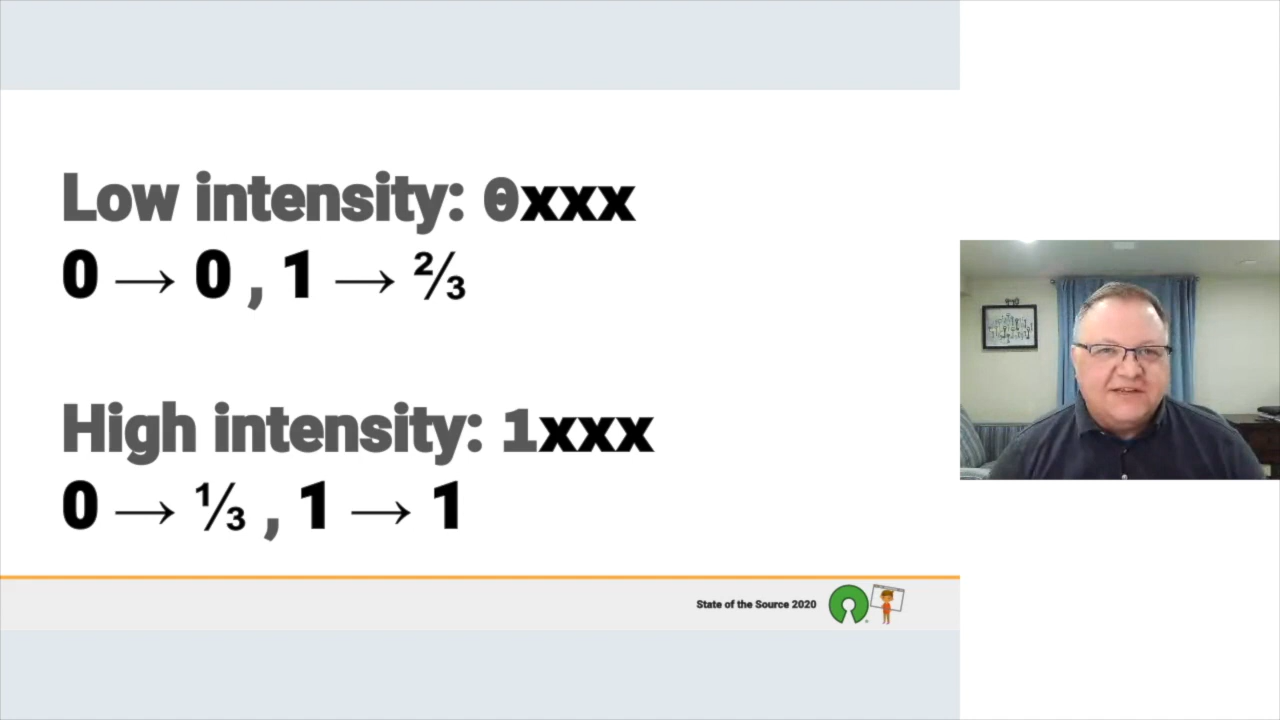 Low intensity: 0xxx
0 → 0 , 1 → ⅔
High intensity: 1xxx
0 → ⅓ , 1 → 1
State of the Source 2020